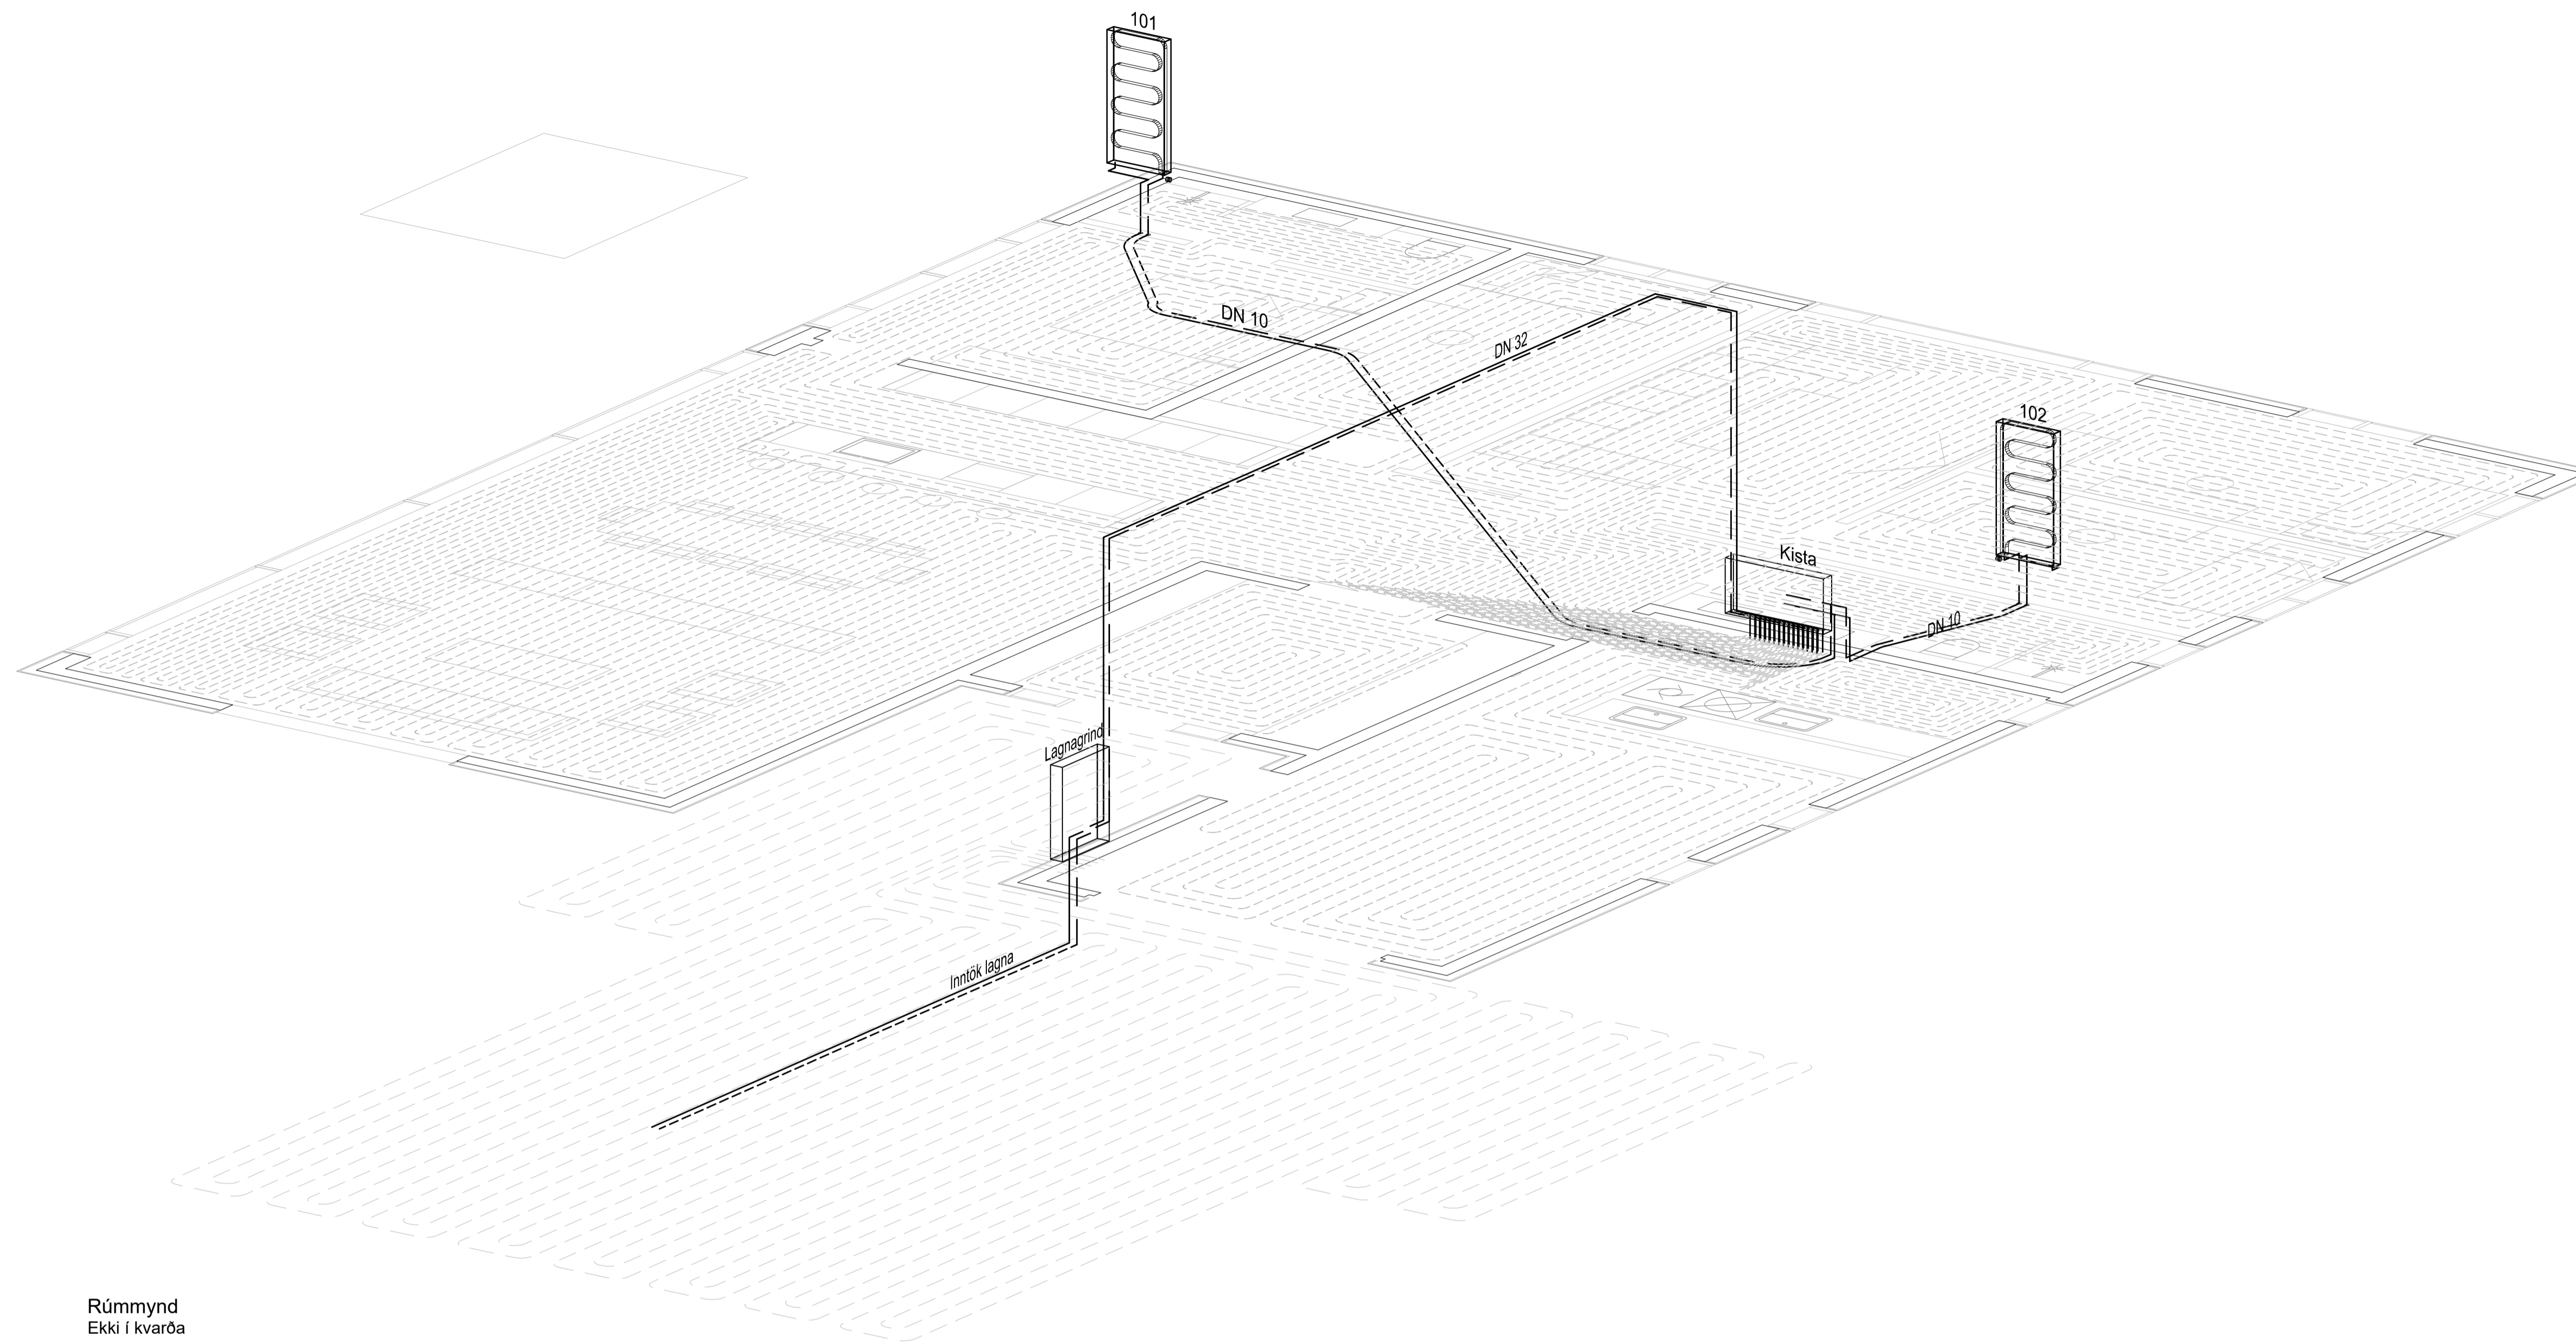 101
DN 10
DN 32
102
Kista
DN 10
Lagnagrind
Inntök lagna
Rúmmynd
Ekki í kvarða